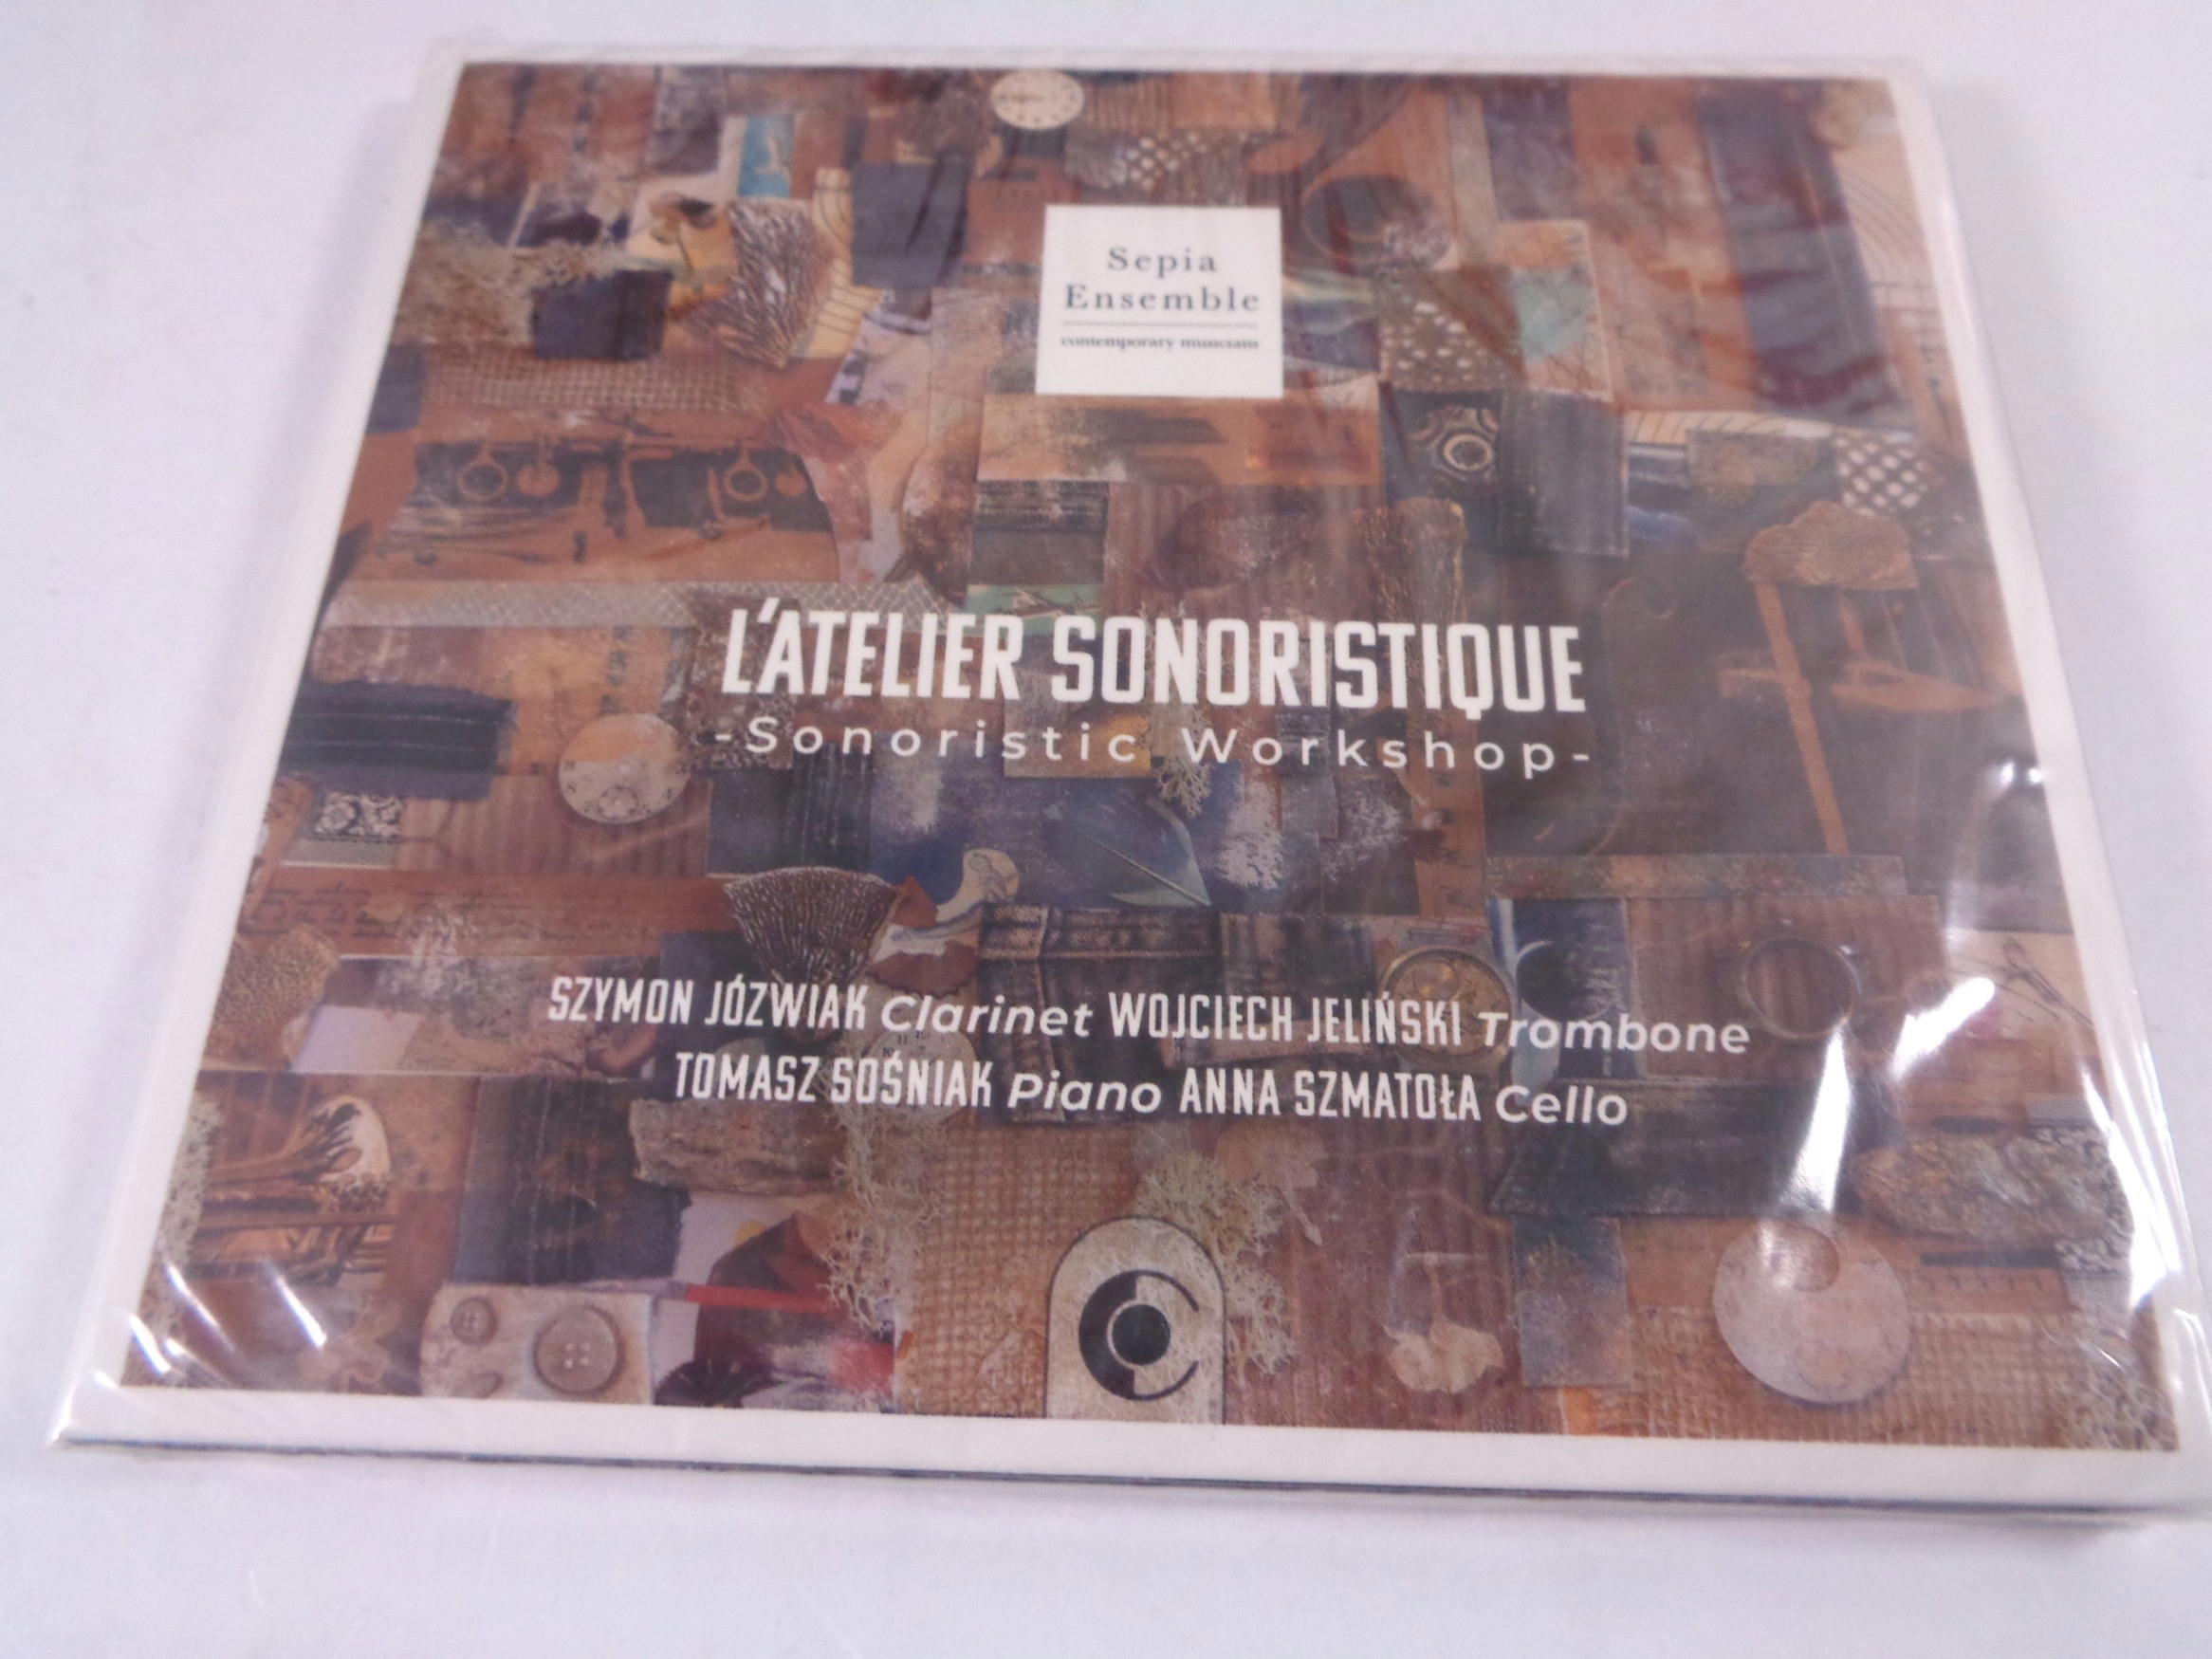 Sepia
Ensemble
contemporary musicians
L'ATELIER SONORISTIQUE
-Sonoristic Workshop-
SZYMON JÓZWIAK Clarinet WOJCIECH JELIŃSKI Trombone
TOMASZ SOŚNIAK Piano ANNA SZMATOŁA Cello